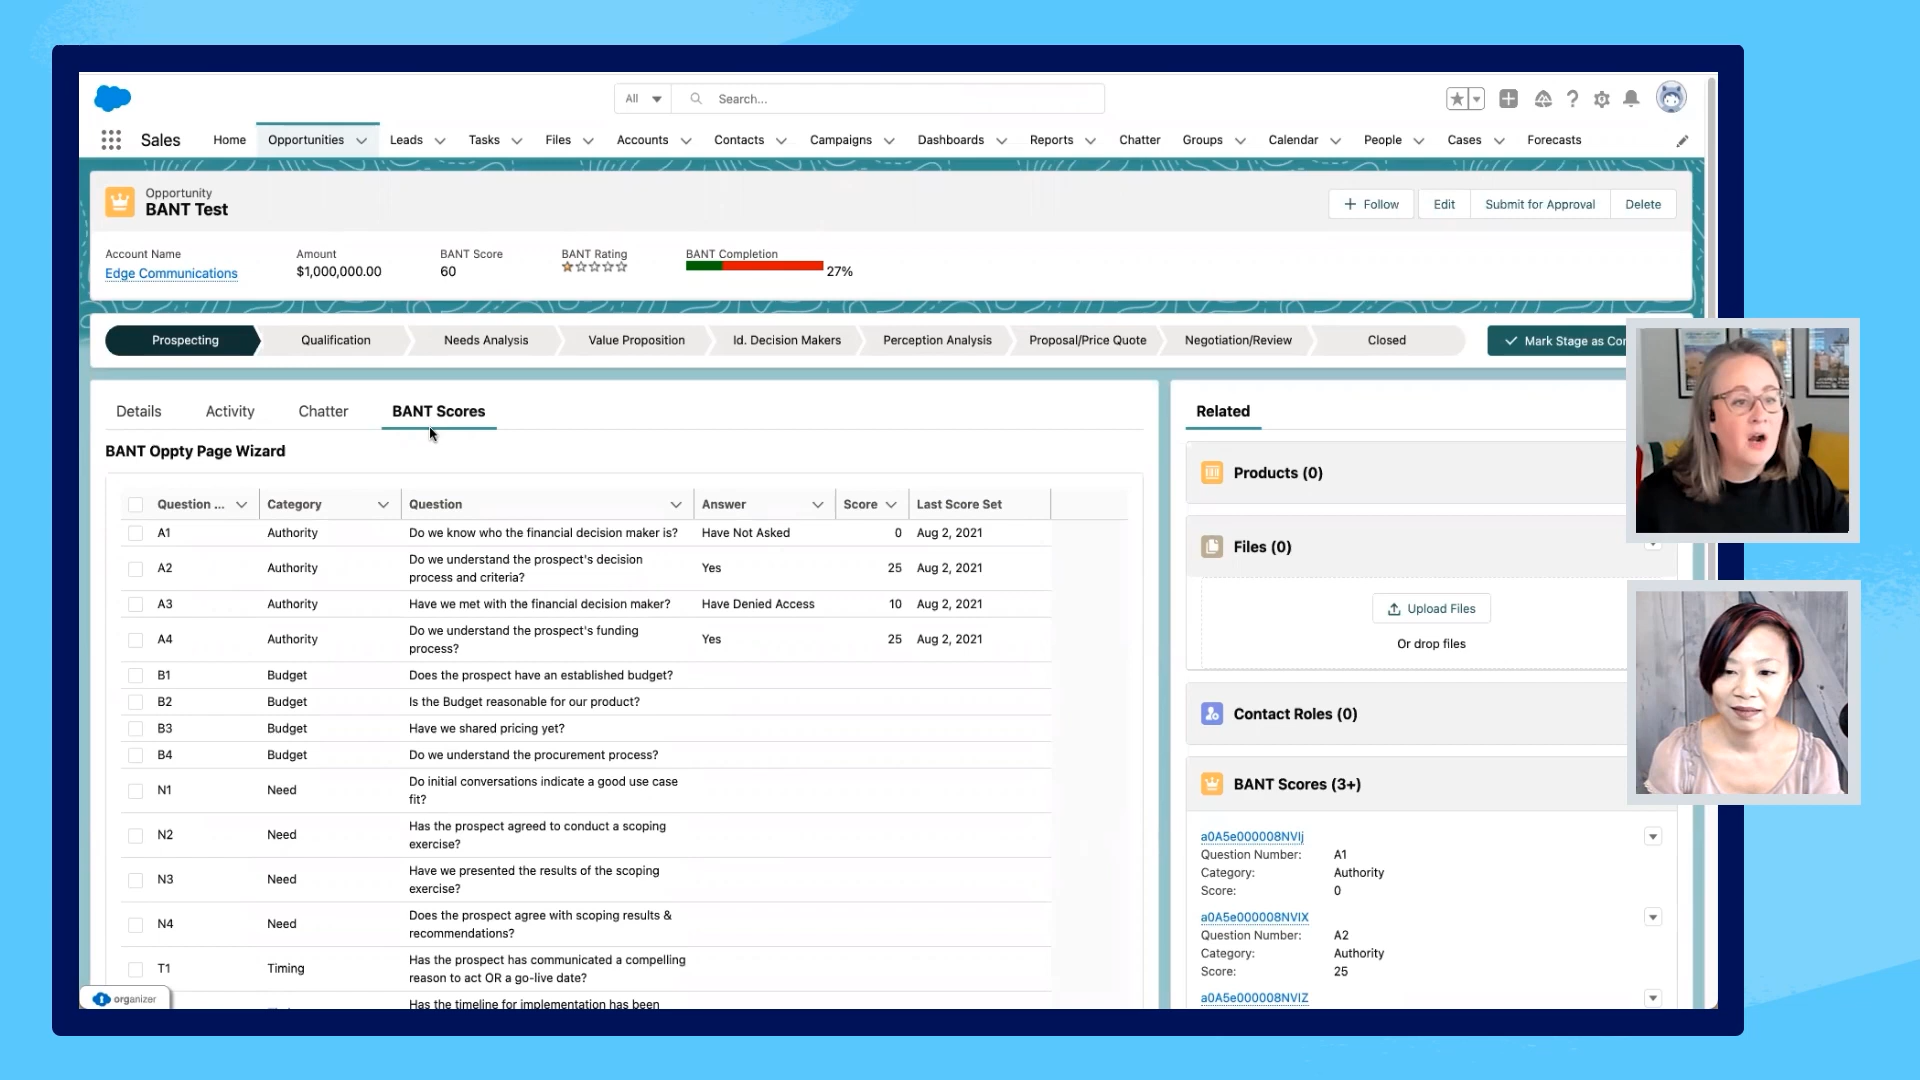 All
Search...
Sales
Home
Opportunities
Leads
Tasks
Files
Accounts
Contacts
Campaigns
Dashboards
Reports
Chatter
Groups
Calendar
People
Cases
Forecasts
Opportunity
BANT Test
Follow
Edit
Submit for Approval
Delete
Account Name
Edge Communications
Amount
$1,000,000.00
BANT Score
60
BANT Rating
BANT Completion
27%
Prospecting
Qualification
Needs Analysis
Value Proposition
Id. Decision Makers
Perception Analysis
Proposal/Price Quote
Negotiation/Review
Closed
Mark Stage as Con
Details
Activity
Chatter
BANT Scores
BANT Oppty Page Wizard
Question ... Category Question Answer Score Last Score Set
A1 Authority Do we know who the financial decision maker is? Have Not Asked 0 Aug 2, 2021
A2 Authority Do we understand the prospect's decision
process and criteria? Yes 25 Aug 2, 2021
A3 Authority Have we met with the financial decision maker? Have Denied Access 10 Aug 2, 2021
A4 Authority Do we understand the prospect's funding
process? Yes 25 Aug 2, 2021
B1 Budget Does the prospect have an established budget?
B2 Budget Is the Budget reasonable for our product?
B3 Budget Have we shared pricing yet?
B4 Budget Do we understand the procurement process?
N1 Need Do initial conversations indicate a good use case
fit?
N2 Need Has the prospect agreed to conduct a scoping
exercise?
N3 Need Have we presented the results of the scoping
exercise?
N4 Need Does the prospect agree with scoping results &
recommendations?
T1 Timing Has the prospect has communicated a compelling
reason to act OR a go-live date?
Has the timeline for implementation has been
organizer
Related
Products (0)
Files (0)
Upload Files
Or drop files
Contact Roles (0)
BANT Scores (3+)
a0A5e000008NVIj
Question Number: A1
Category: Authority
Score: 0
a0A5e000008NVIX
Question Number: A2
Category: Authority
Score: 25
a0A5e000008NVIZ